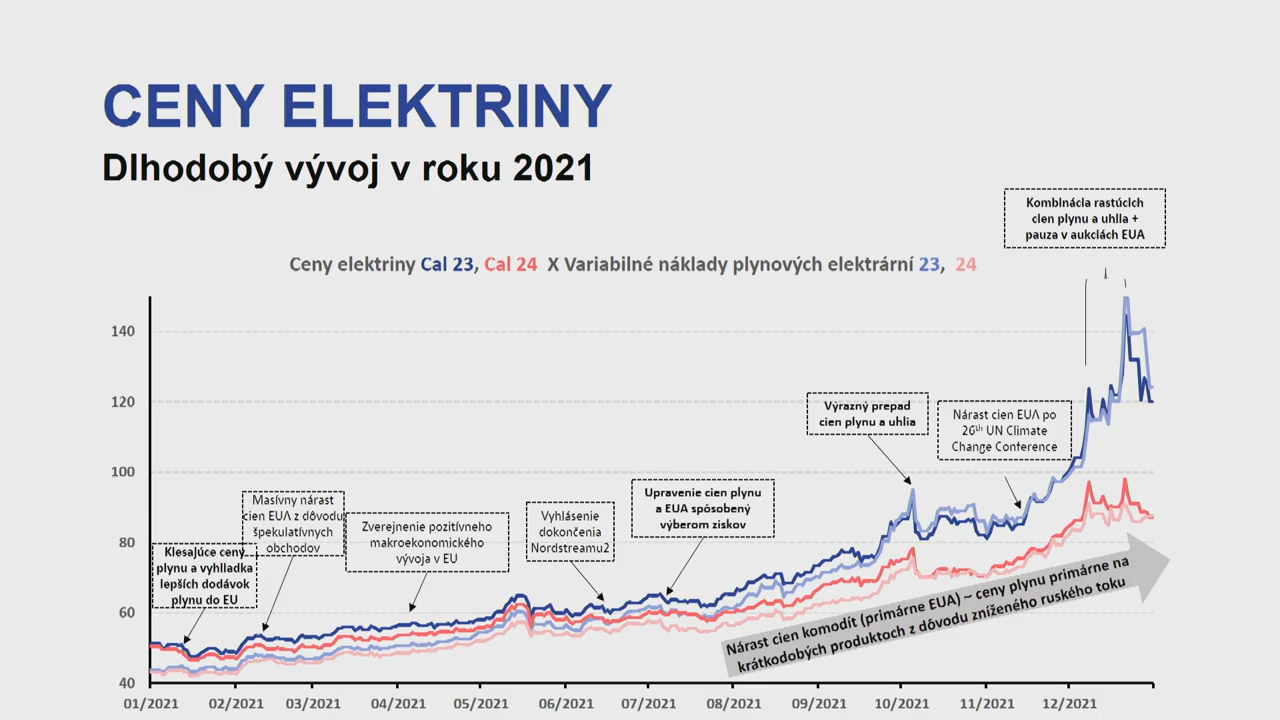 CENY ELEKTRINY
Dlhodobý vývoj v roku 2021
Kombinácia rastúcich
cien plynu a uhlia +
pauza v aukciách EUA
Ceny elektriny Cal 23, Cal 24 X Variabilné náklady plynových elektrární 23, 24
140
120
100
80
60
40
Klesajúce ceny
plynu a vyhliadka
lepších dodávok
plynu do EU
Masívny nárast
cien EUA z dôvodu
špekulatívnych
obchodov
Zverejnenie pozitívneho
makroekonomického
vývoja v EU
Vyhlásenie
dokončenia
Nordstreamu2
Upravenie cien plynu
a EUA spôsobený
výberom ziskov
Výrazný prepad
cien plynu a uhlia
Nárast cien EUA po
26th UN Climate
Change Conference
Nárast cien komodít (primárne EUA) – ceny plynu primárne na
krátkodobých produktoch z dôvodu zníženého ruského toku
01/2021 02/2021 03/2021 04/2021 05/2021 06/2021 07/2021 08/2021 09/2021 10/2021 11/2021 12/2021